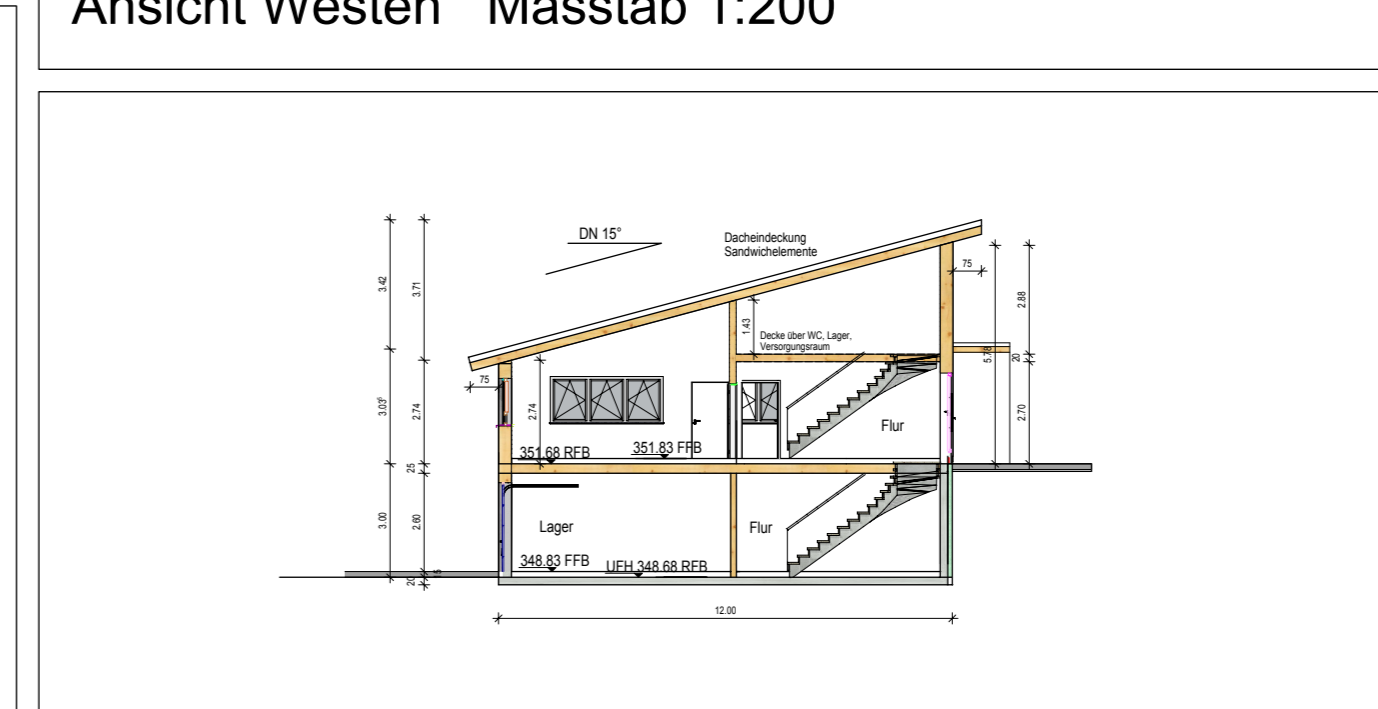 Ansicht Westen Masstab 1:200
DN 15°
Dacheindeckung
Sandwichelemente
75
3.42
3.71
2.88
1.43
Decke über WC, Lager,
Versorgungsraum
5.78
20
75
3.03⁵
2.74
2.74
2.70
Flur
351.68 RFB
351.83 FFB
25
3.00
2.60
Lager
Flur
348.83 FFB
UFH 348.68 RFB
15
20
12.00